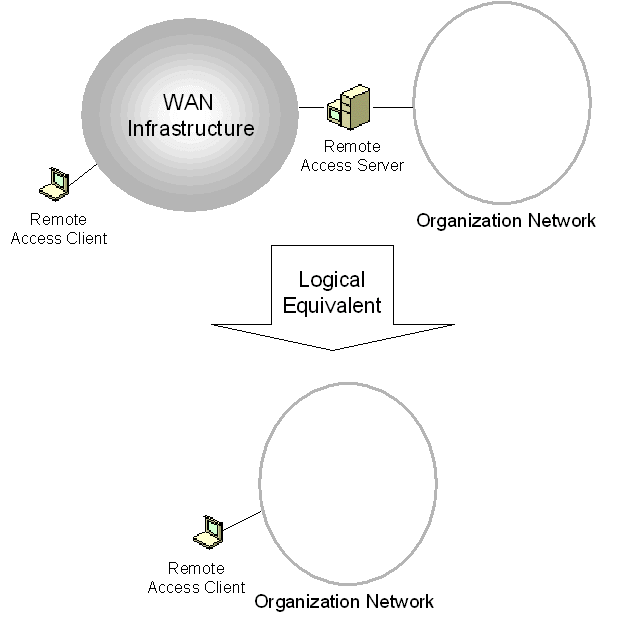 WAN
Infrastructure
Remote
Access Server
Remote
Access Client
Organization Network
Logical
Equivalent
Remote
Access Client
Organization Network